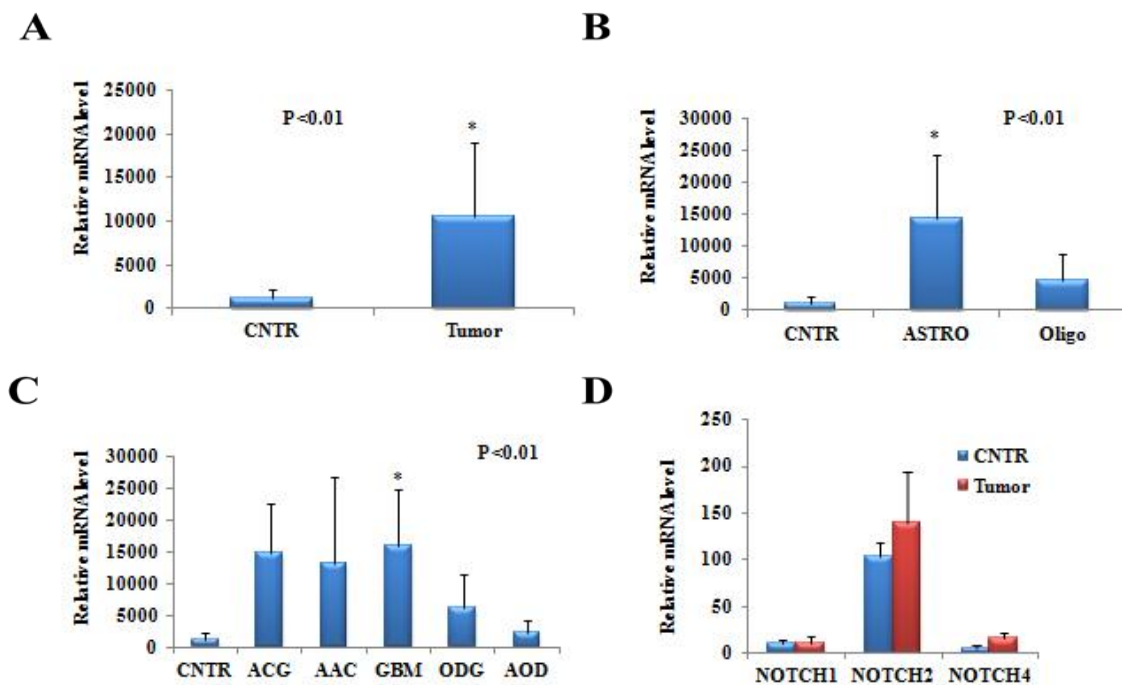 A
Relative mRNA level
25000
20000
15000
10000
5000
0
P<0.01
*
CNTR Tumor
B
Relative mRNA level
30000
25000
20000
15000
10000
5000
0
*
P<0.01
CNTR ASTRO Oligo
C
Relative mRNA level
30000
25000
20000
15000
10000
5000
0
*
P<0.01
CNTR ACG AAC GBM ODG AOD
D
Relative mRNA level
250
200
150
100
50
0
CNTR
Tumor
NOTCH1 NOTCH2 NOTCH4